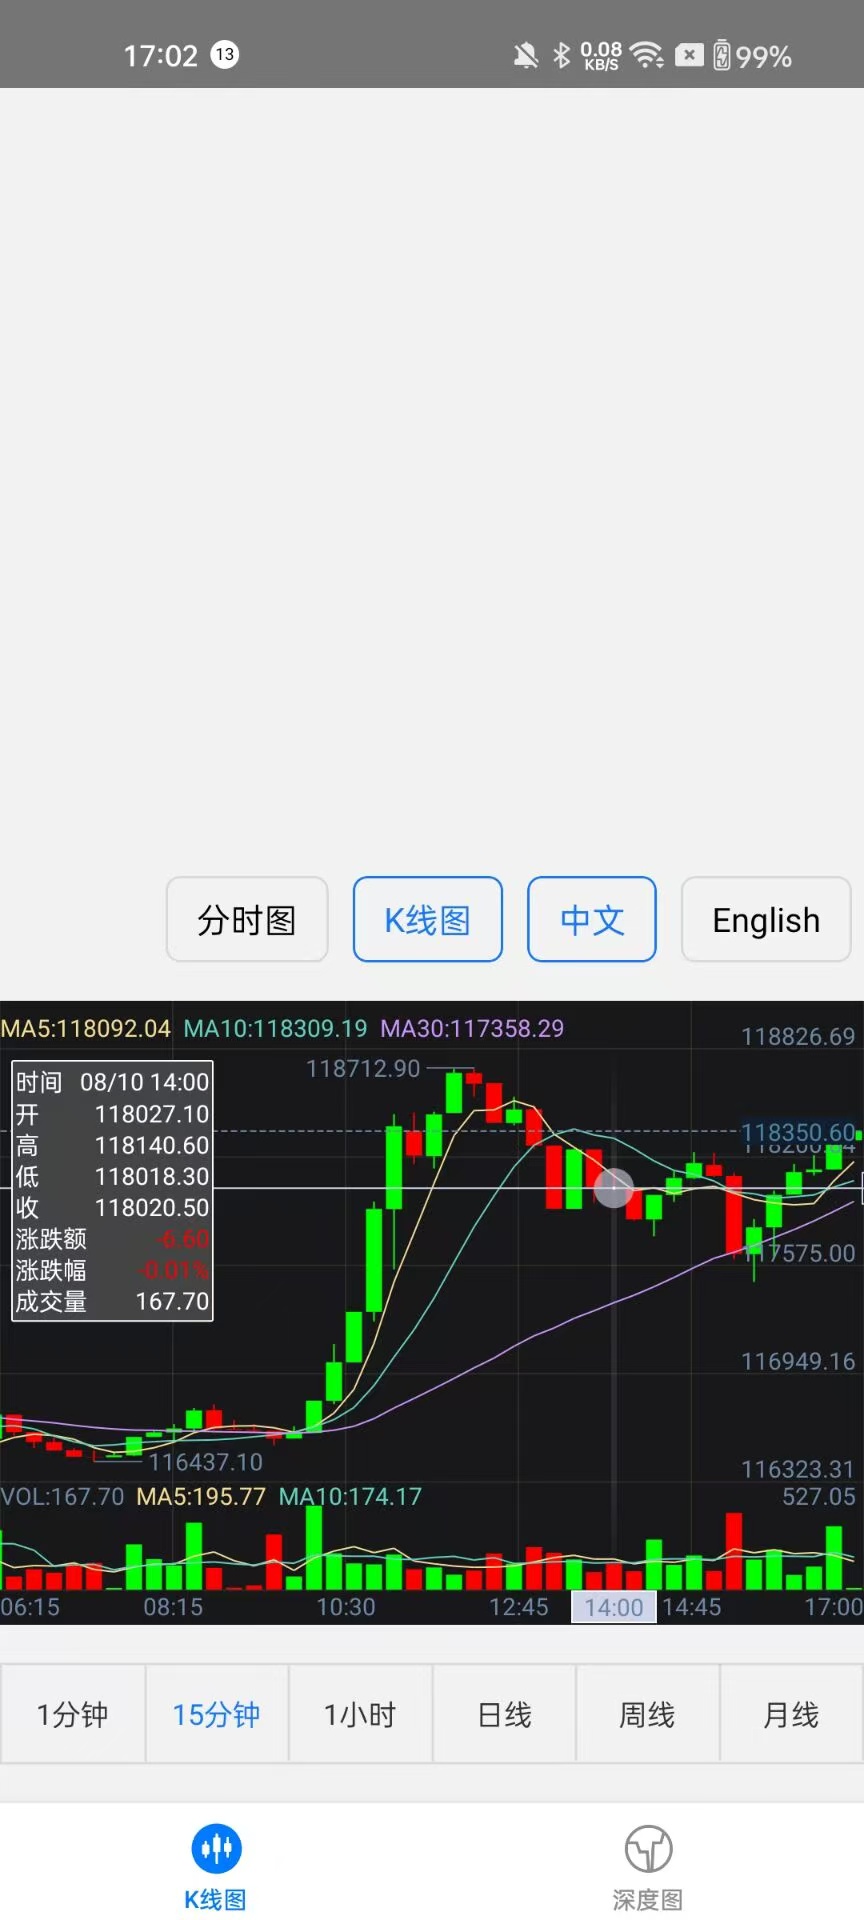 17:02 13 0.08 KB/S 99%
分时图 K线图 中文 English
MA5:118092.04 MA10:118309.19 MA30:117358.29
118826.69
118712.90
时间 08/10 14:00
开 118027.10
高 118140.60
低 118018.30
收 118020.50
涨跌额 -6.60
涨跌幅 -0.01%
成交量 167.70
118350.60
117575.00
116949.16
116437.10
116323.31
VOL:167.70 MA5:195.77 MA10:174.17
527.05
06:15 08:15 10:30 12:45 14:00 14:45 17:00
1分钟 15分钟 1小时 日线 周线 月线
K线图 深度图